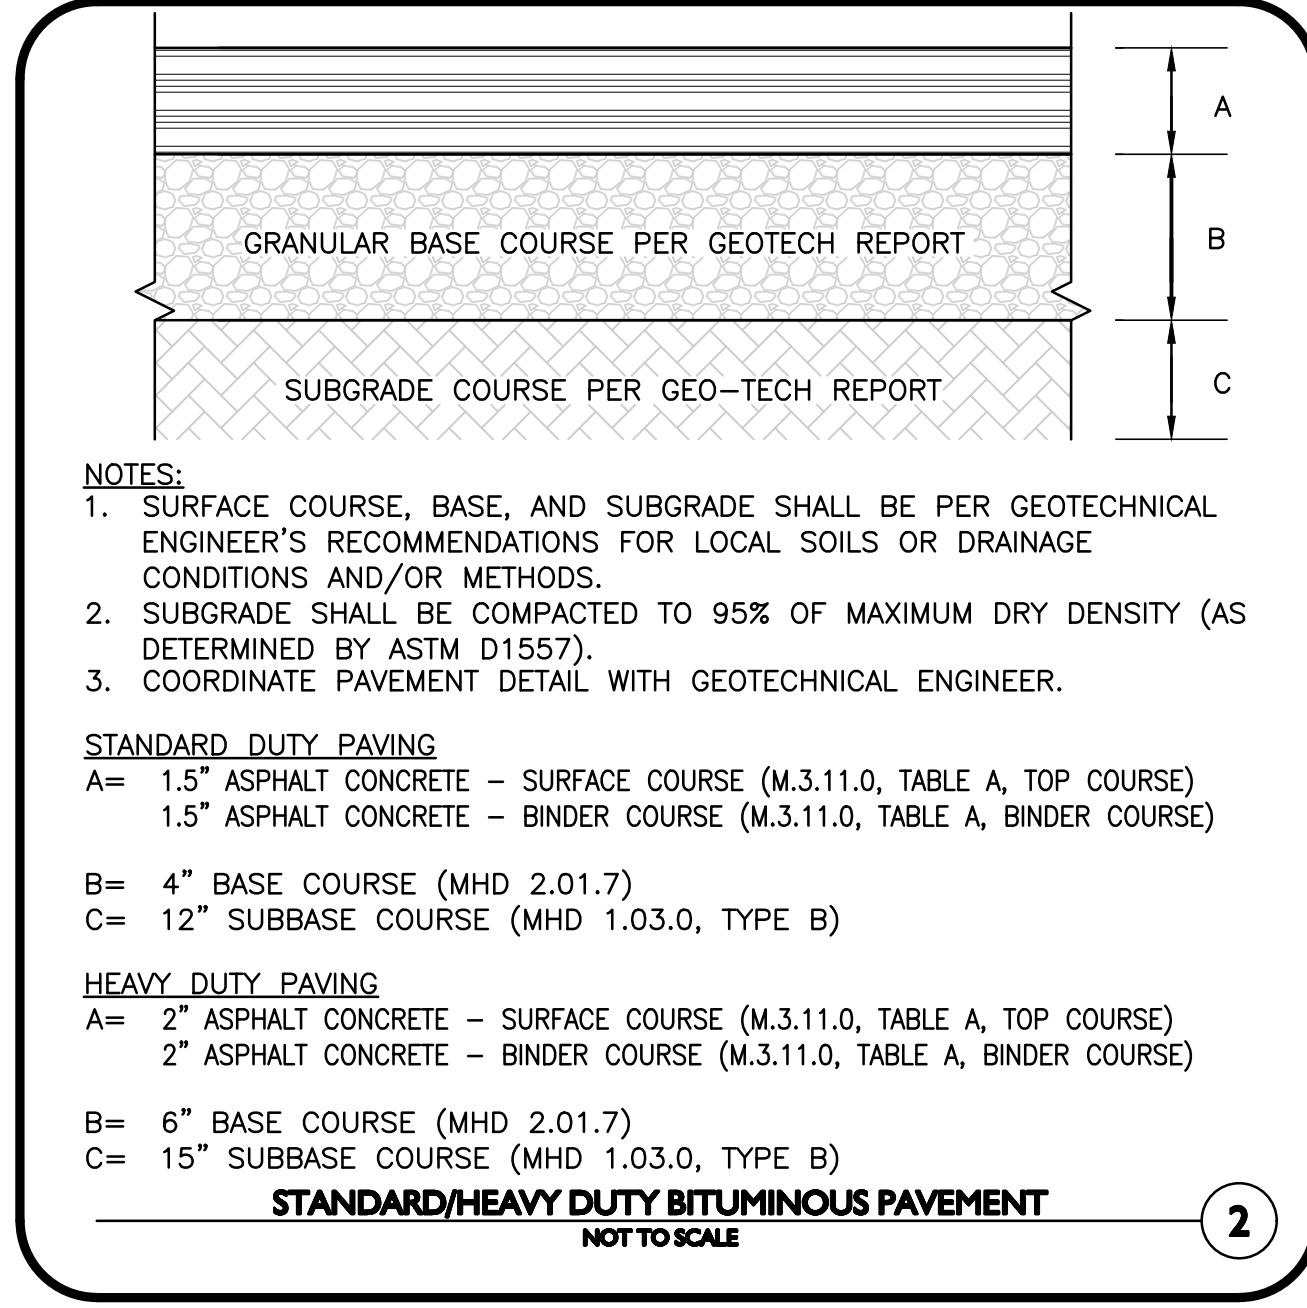 A
GRANULAR BASE COURSE PER GEOTECH REPORT
B
SUBGRADE COURSE PER GEO-TECH REPORT
C
NOTES:
1. SURFACE COURSE, BASE, AND SUBGRADE SHALL BE PER GEOTECHNICAL
ENGINEER'S RECOMMENDATIONS FOR LOCAL SOILS OR DRAINAGE
CONDITIONS AND/OR METHODS.
2. SUBGRADE SHALL BE COMPACTED TO 95% OF MAXIMUM DRY DENSITY (AS
DETERMINED BY ASTM D1557).
3. COORDINATE PAVEMENT DETAIL WITH GEOTECHNICAL ENGINEER.
STANDARD DUTY PAVING
A= 1.5" ASPHALT CONCRETE – SURFACE COURSE (M.3.11.0, TABLE A, TOP COURSE)
1.5" ASPHALT CONCRETE – BINDER COURSE (M.3.11.0, TABLE A, BINDER COURSE)
B= 4" BASE COURSE (MHD 2.01.7)
C= 12" SUBBASE COURSE (MHD 1.03.0, TYPE B)
HEAVY DUTY PAVING
A= 2" ASPHALT CONCRETE – SURFACE COURSE (M.3.11.0, TABLE A, TOP COURSE)
2" ASPHALT CONCRETE – BINDER COURSE (M.3.11.0, TABLE A, BINDER COURSE)
B= 6" BASE COURSE (MHD 2.01.7)
C= 15" SUBBASE COURSE (MHD 1.03.0, TYPE B)
STANDARD/HEAVY DUTY BITUMINOUS PAVEMENT
NOT TO SCALE
2